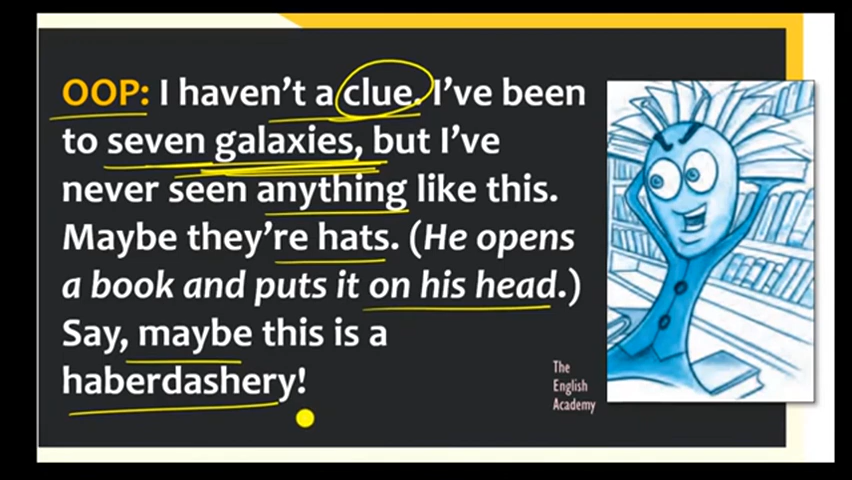 OOP: I haven't a clue. I've been
to seven galaxies, but I've
never seen anything like this.
Maybe they're hats. (He opens
a book and puts it on his head.)
Say, maybe this is a
haberdashery!
The
English
Academy